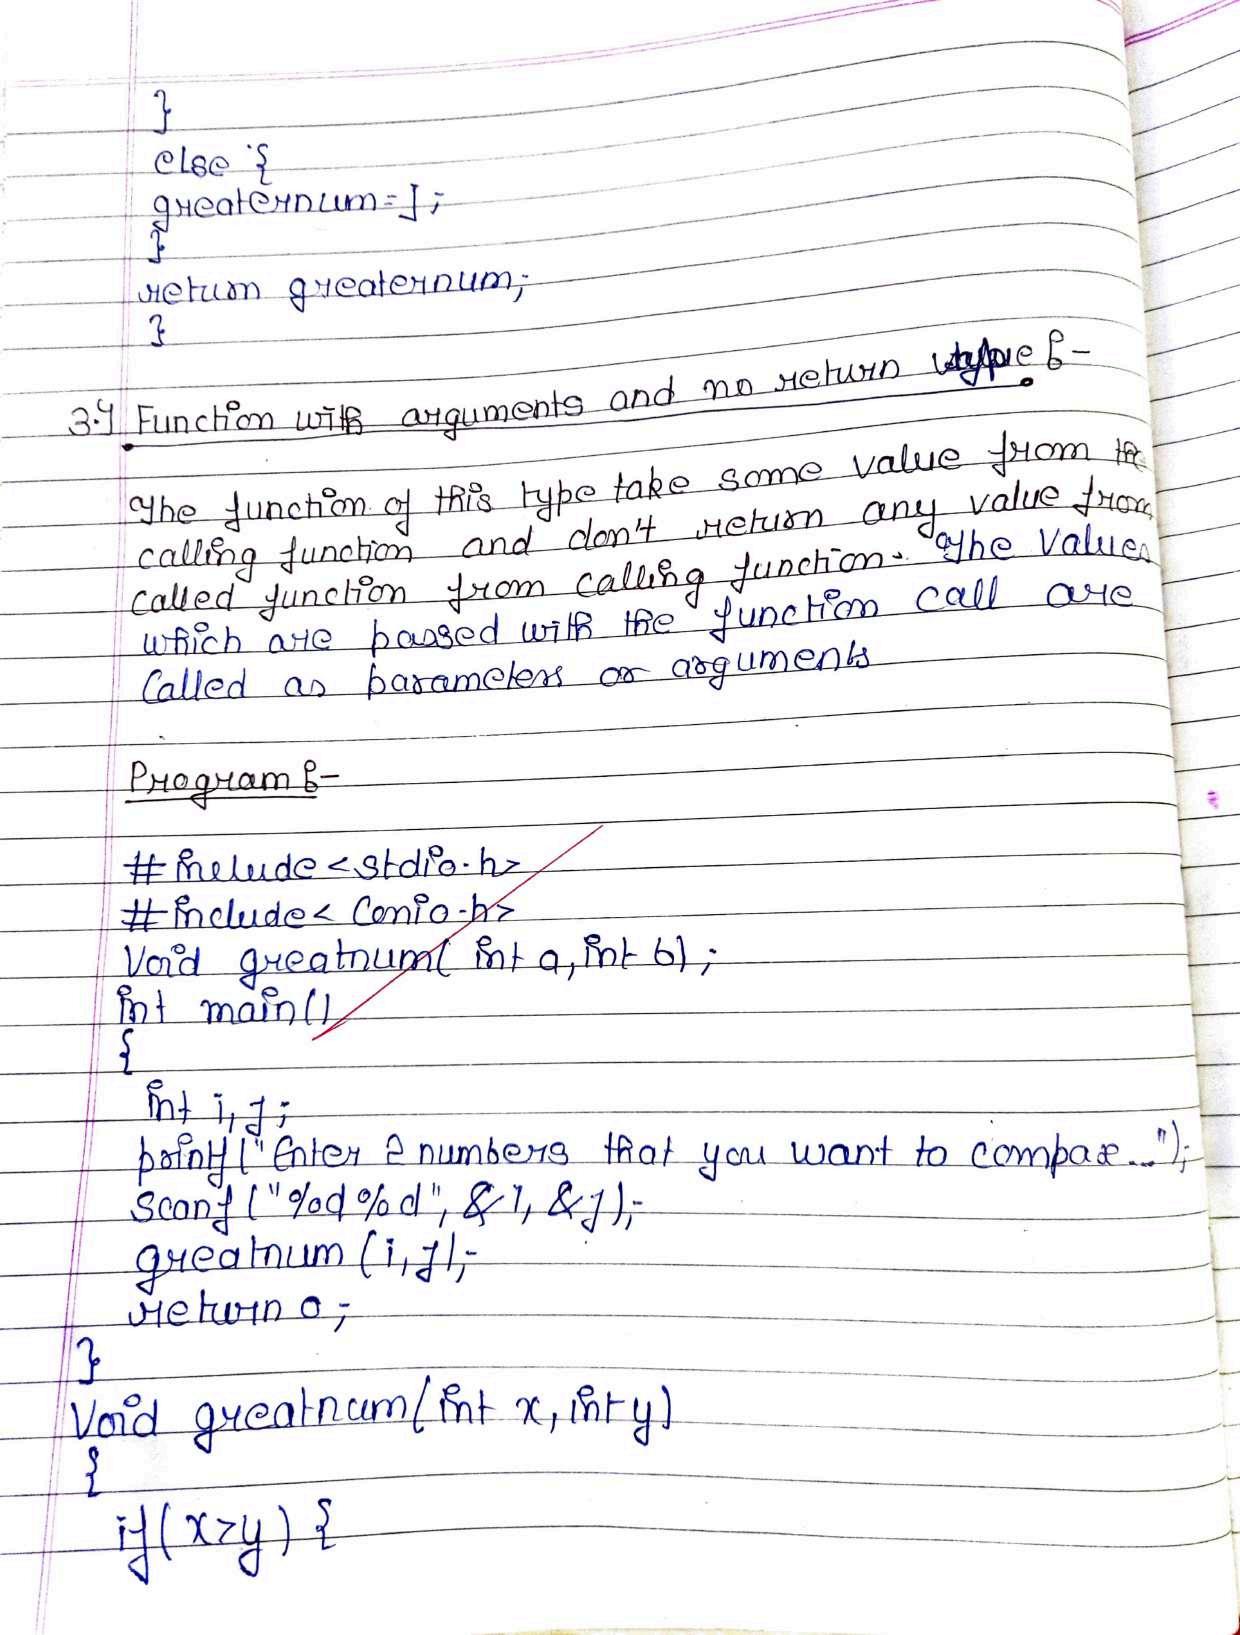 }
else {
greaternum=J;
}
return greaternum;
}
3.4 Function with arguments and no return type :-
The function of this type take some value from the
calling function and don't return any value from
called function from calling function. The values
which are passed with the function call are
Called as parameters or arguments
Program :-
#include <stdio.h>
#include < Conio.h>
Void greatnum( int a, int b) ;
int main()
{
int i, j;
printf ("Enter 2 numbers that you want to compare...");
Scanf ("%d%d", &i, &j);
greatnum (i, j);
return 0;
}
Void greatnum(int x, int y)
{
if(x>y) {